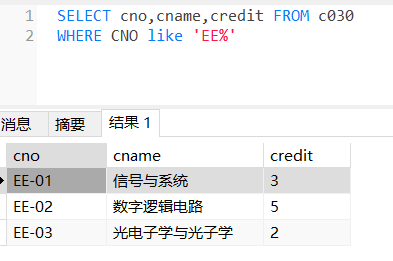 1 SELECT cno,cname,credit FROM c030
2 WHERE CNO like 'EE%'
消息 摘要 结果 1
cno cname credit
EE-01 信号与系统 3
EE-02 数字逻辑电路 5
EE-03 光电子学与光子学 2